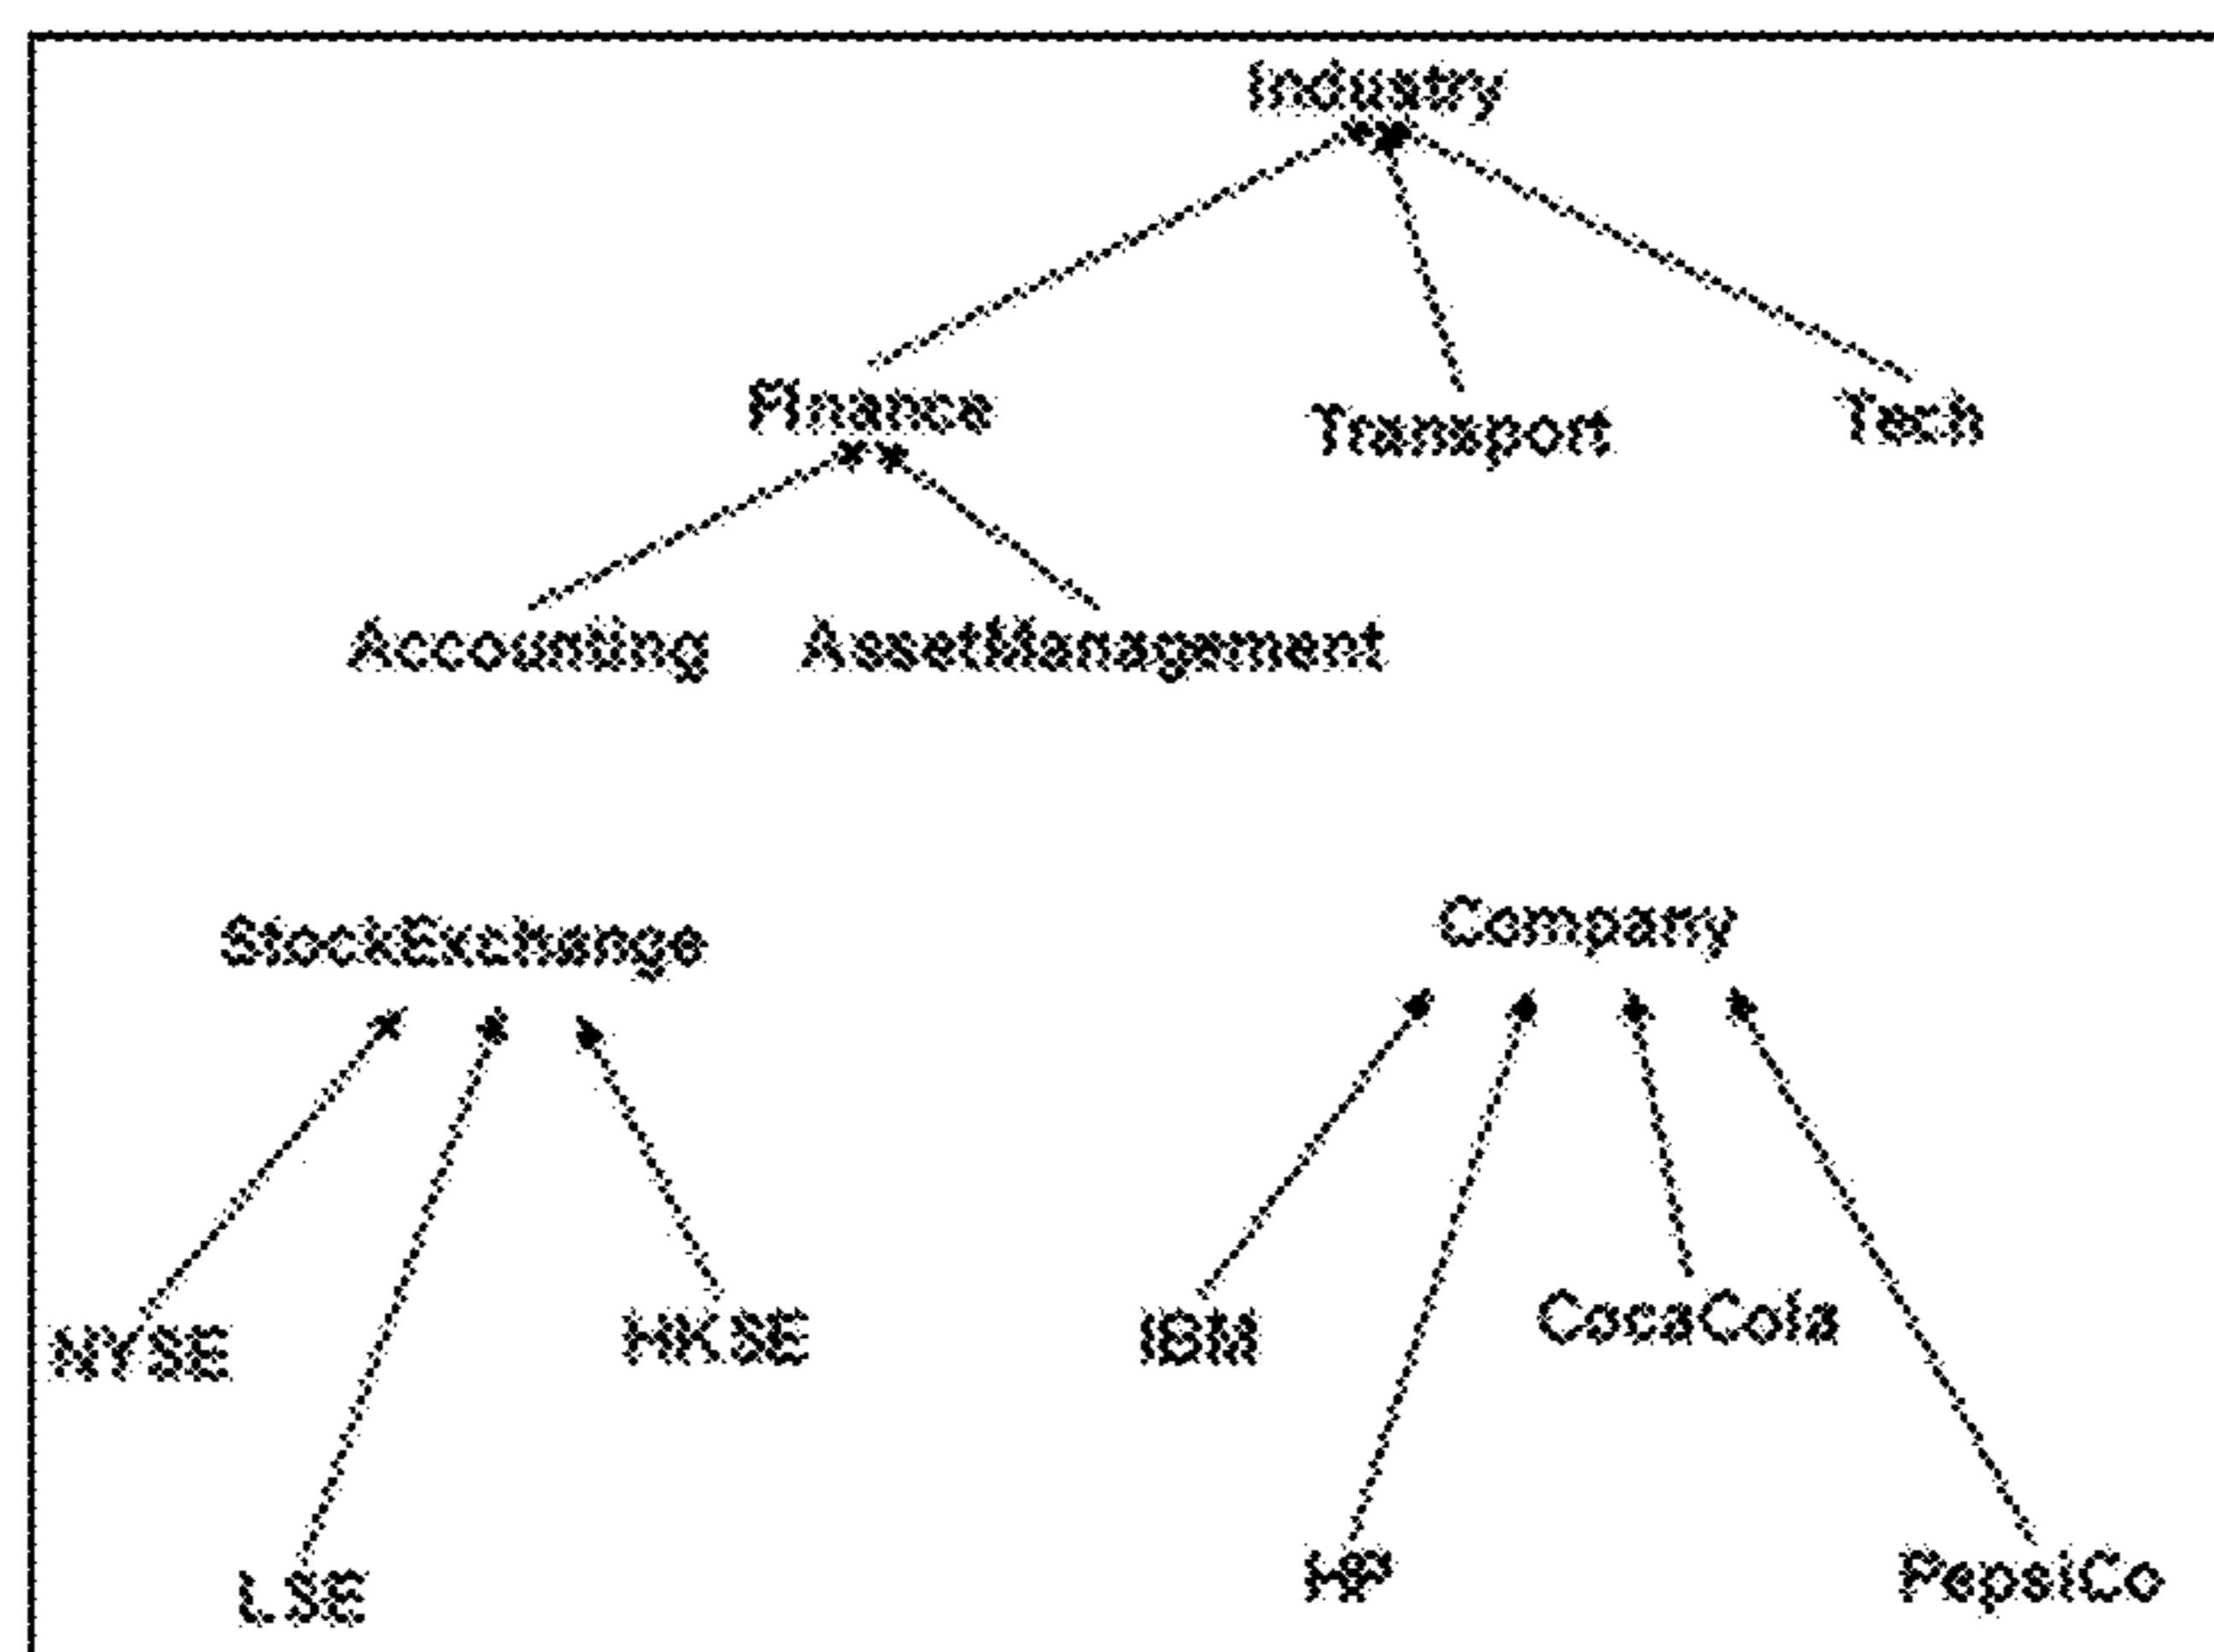 Industry
Finance Transport Tech
Accounting AssetManagement
StockExchange Company
NYSE HKSE IBM CocaCola
LSE HP PepsiCo